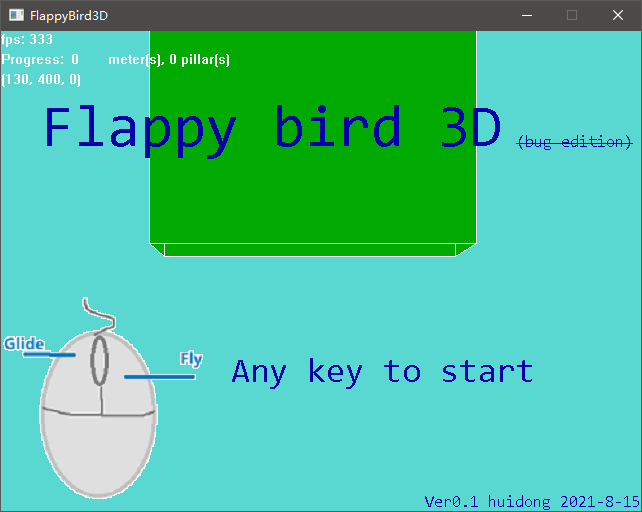 FlappyBird3D
fps: 333
Progress: 0 meter(s), 0 pillar(s)
(130, 400, 0)
Flappy bird 3D (bug edition)
Glide
Fly
Any key to start
Ver0.1 huidong 2021-8-15